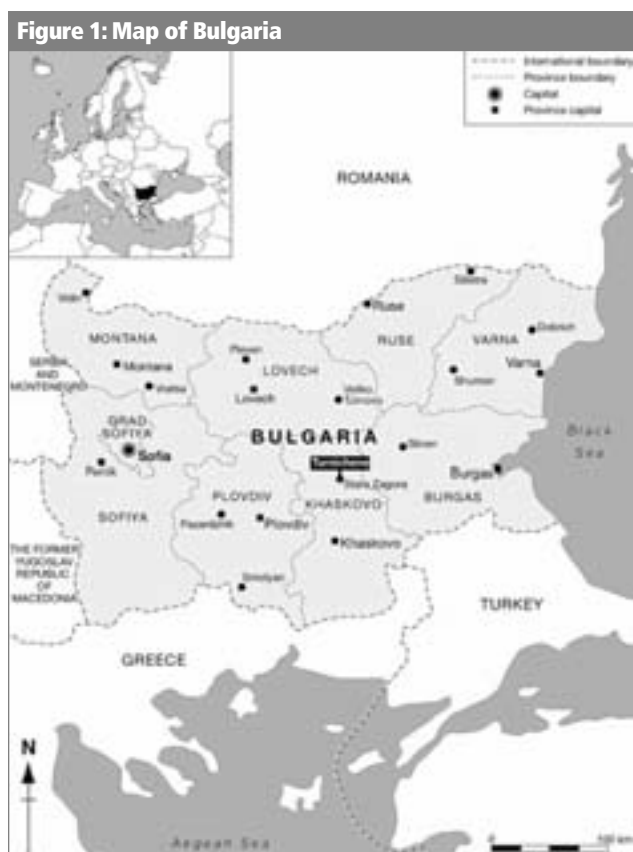 Figure 1: Map of Bulgaria
International boundary
Province boundary
Capital
Province capital
ROMANIA
Vidin
Silistra
Ruse
MONTANA
RUSE
VARNA
Dobrich
Montana
Vratsa
Pleven
LOVECH
Lovech
Veliko
Shumen
Varna
SERBIA
AND
MONTENEGRO
GRAD
SOFIYA
Sofia
BULGARIA
Sliven
Black
Sea
Pernik
Stara Zagora
Burgas
BURGAS
PLOVDIV
KHASKOVO
SOFIYA
Pazardzhik
Plovdiv
Khaskovo
THE FORMER
YUGOSLAV
REPUBLIC
OF
MACEDONIA
Smolyan
TURKEY
GREECE
N
Aegean Sea
0
100 km